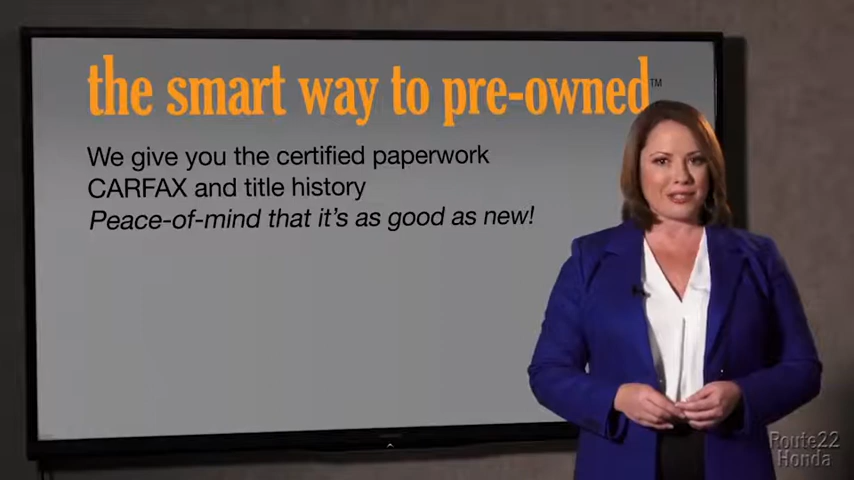 the smart way to pre-owned™
We give you the certified paperwork
CARFAX and title history
Peace-of-mind that it's as good as new!
Route22
Honda